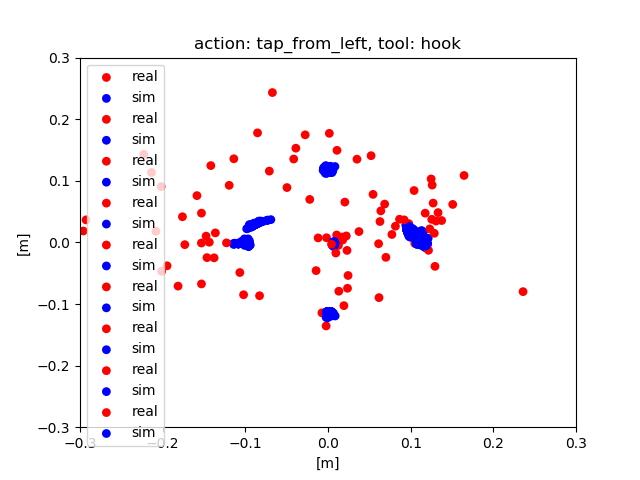 action: tap_from_left, tool: hook
0.3
0.2
0.1
0.0
−0.1
−0.2
−0.3
[m]
real
sim
real
sim
real
sim
real
sim
real
sim
real
sim
real
sim
real
sim
real
sim
−0.3 −0.2 −0.1 0.0 0.1 0.2 0.3
[m]